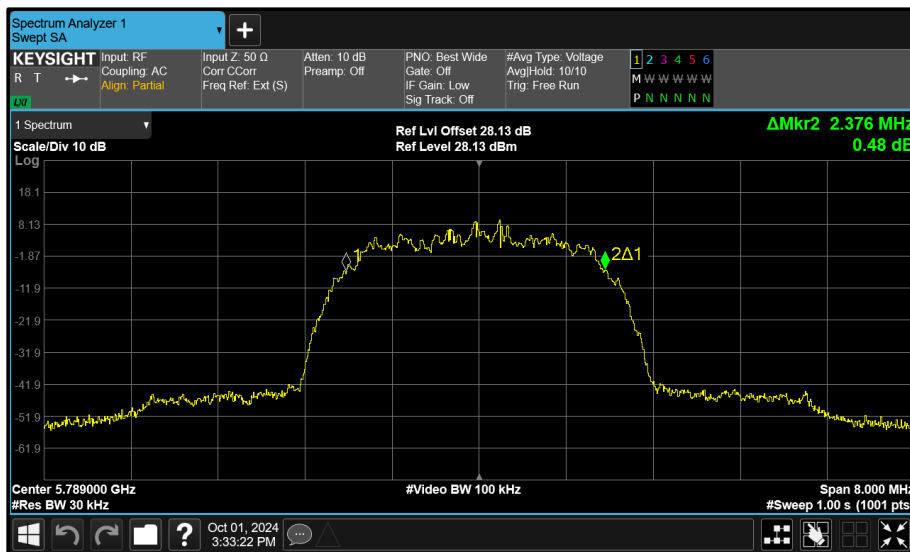 Spectrum Analyzer 1
Swept SA
KEYSIGHT
R T
LXI
Input: RF
Coupling: AC
Align: Partial
Input Z: 50 Ω
Corr CCorr
Freq Ref: Ext (S)
Atten: 10 dB
Preamp: Off
PNO: Best Wide
Gate: Off
IF Gain: Low
Sig Track: Off
#Avg Type: Voltage
Avg|Hold: 10/10
Trig: Free Run
1 2 3 4 5 6
M W W W W W
P N N N N N
1 Spectrum
Scale/Div 10 dB
Ref Lvl Offset 28.13 dB
Ref Level 28.13 dBm
ΔMkr2 2.376 MHz
0.48 dB
Log
18.1
8.13
-1.87
-11.9
-21.9
-31.9
-41.9
-51.9
-61.9
1
2Δ1
Center 5.789000 GHz
#Res BW 30 kHz
#Video BW 100 kHz
Span 8.000 MHz
#Sweep 1.00 s (1001 pts
?
Oct 01, 2024
3:33:22 PM